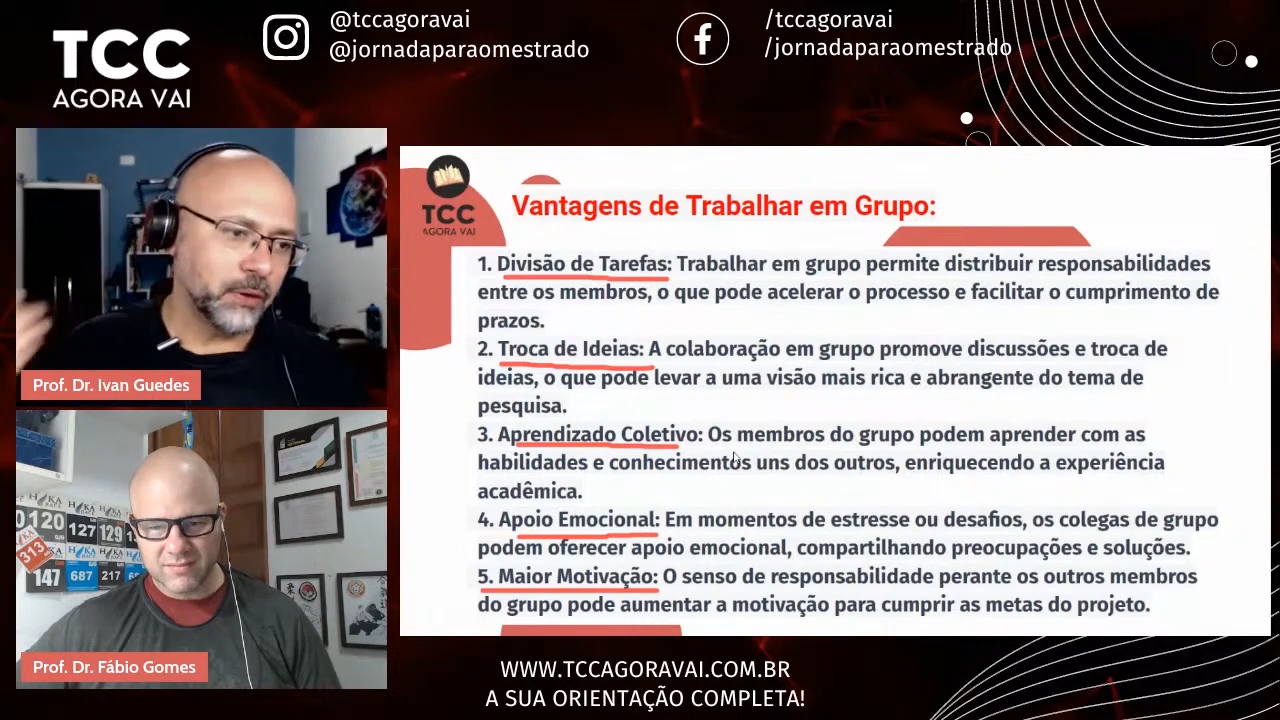 TCC
AGORA VAI
@tccagoravai
@jornadaparaomestrado
/tccagoravai
/jornadaparaomestrado
Prof. Dr. Ivan Guedes
TCC
AGORA VAI
Vantagens de Trabalhar em Grupo:
1. Divisão de Tarefas: Trabalhar em grupo permite distribuir responsabilidades
entre os membros, o que pode acelerar o processo e facilitar o cumprimento de
prazos.
2. Troca de Ideias: A colaboração em grupo promove discussões e troca de
ideias, o que pode levar a uma visão mais rica e abrangente do tema de
pesquisa.
3. Aprendizado Coletivo: Os membros do grupo podem aprender com as
habilidades e conhecimentos uns dos outros, enriquecendo a experiência
acadêmica.
4. Apoio Emocional: Em momentos de estresse ou desafios, os colegas de grupo
podem oferecer apoio emocional, compartilhando preocupações e soluções.
5. Maior Motivação: O senso de responsabilidade perante os outros membros
do grupo pode aumentar a motivação para cumprir as metas do projeto.
0120 127 129
313
147 687 217
Prof. Dr. Fábio Gomes
WWW.TCCAGORAVAI.COM.BR
A SUA ORIENTAÇÃO COMPLETA!